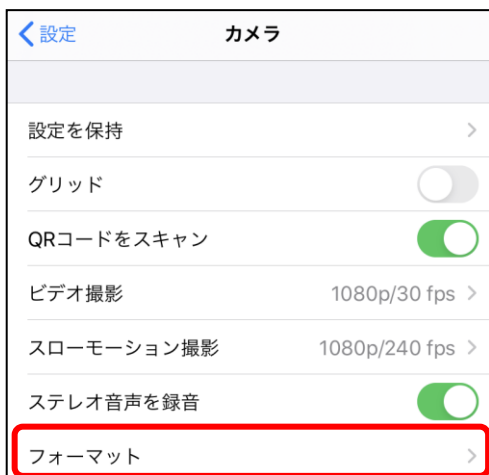 設定 カメラ
設定を保持
グリッド
QRコードをスキャン
ビデオ撮影 1080p/30 fps
スローモーション撮影 1080p/240 fps
ステレオ音声を録音
フォーマット